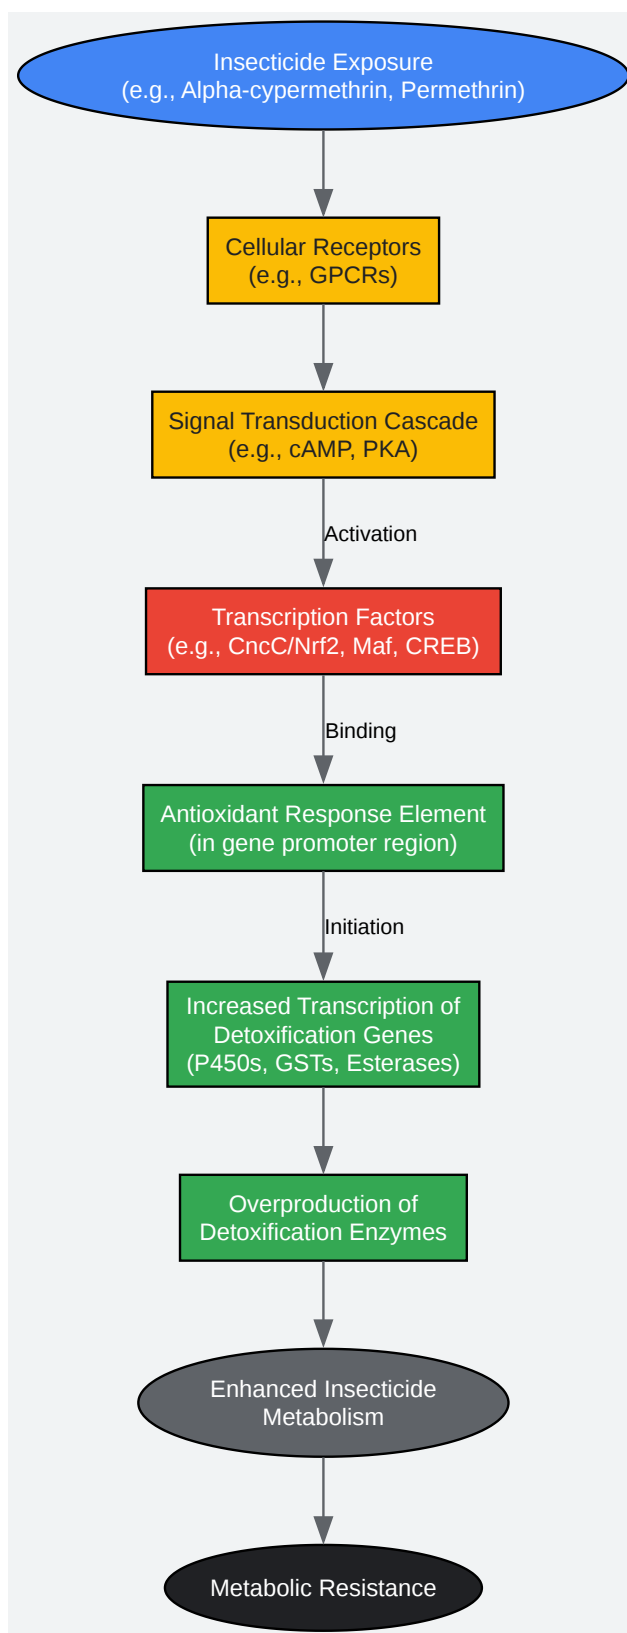 Insecticide Exposure
(e.g., Alpha-cypermethrin, Permethrin)
Cellular Receptors
(e.g., GPCRs)
Signal Transduction Cascade
(e.g., cAMP, PKA)
Activation
Transcription Factors
(e.g., CncC/Nrf2, Maf, CREB)
Binding
Antioxidant Response Element
(in gene promoter region)
Initiation
Increased Transcription of
Detoxification Genes
(P450s, GSTs, Esterases)
Overproduction of
Detoxification Enzymes
Enhanced Insecticide
Metabolism
Metabolic Resistance